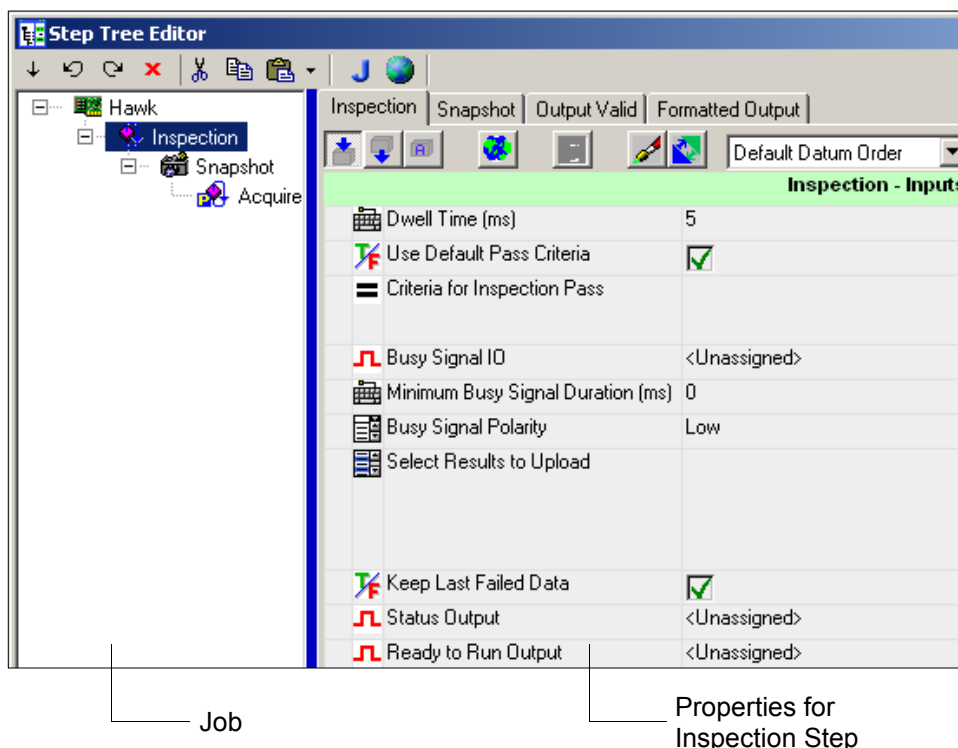 Step Tree Editor
Hawk
Inspection
Snapshot
Acquire
Inspection Snapshot Output Valid Formatted Output
A
Default Datum Order
Inspection - Inputs
Dwell Time (ms) 5
Use Default Pass Criteria
Criteria for Inspection Pass
Busy Signal IO <Unassigned>
Minimum Busy Signal Duration (ms) 0
Busy Signal Polarity Low
Select Results to Upload
Keep Last Failed Data
Status Output <Unassigned>
Ready to Run Output <Unassigned>
Job
Properties for
Inspection Step